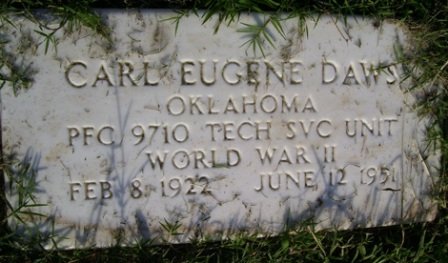 CARL EUGENE DAWS
OKLAHOMA
PFC 9710 TECH SVC UNIT
WORLD WAR II
FEB 8 1922 JUNE 12 1951